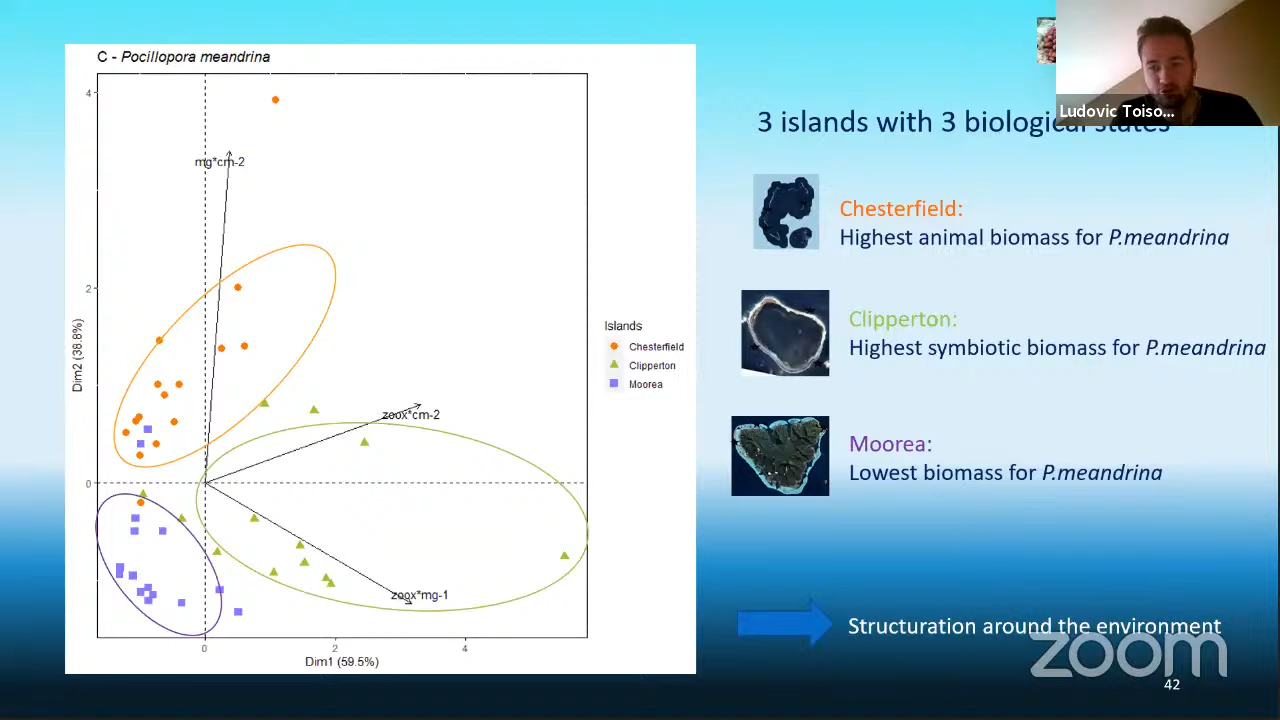 C - Pocillopora meandrina
4
2
0
0
2
4
Dim2 (38.8%)
Dim1 (59.5%)
mg*cm-2
zoox*cm-2
zoox*mg-1
Islands
Chesterfield
Clipperton
Moorea
Ludovic Toiso...
3 islands with 3 biological states
Chesterfield:
Highest animal biomass for P.meandrina
Clipperton:
Highest symbiotic biomass for P.meandrina
Moorea:
Lowest biomass for P.meandrina
Structuration around the environment
zoom
42